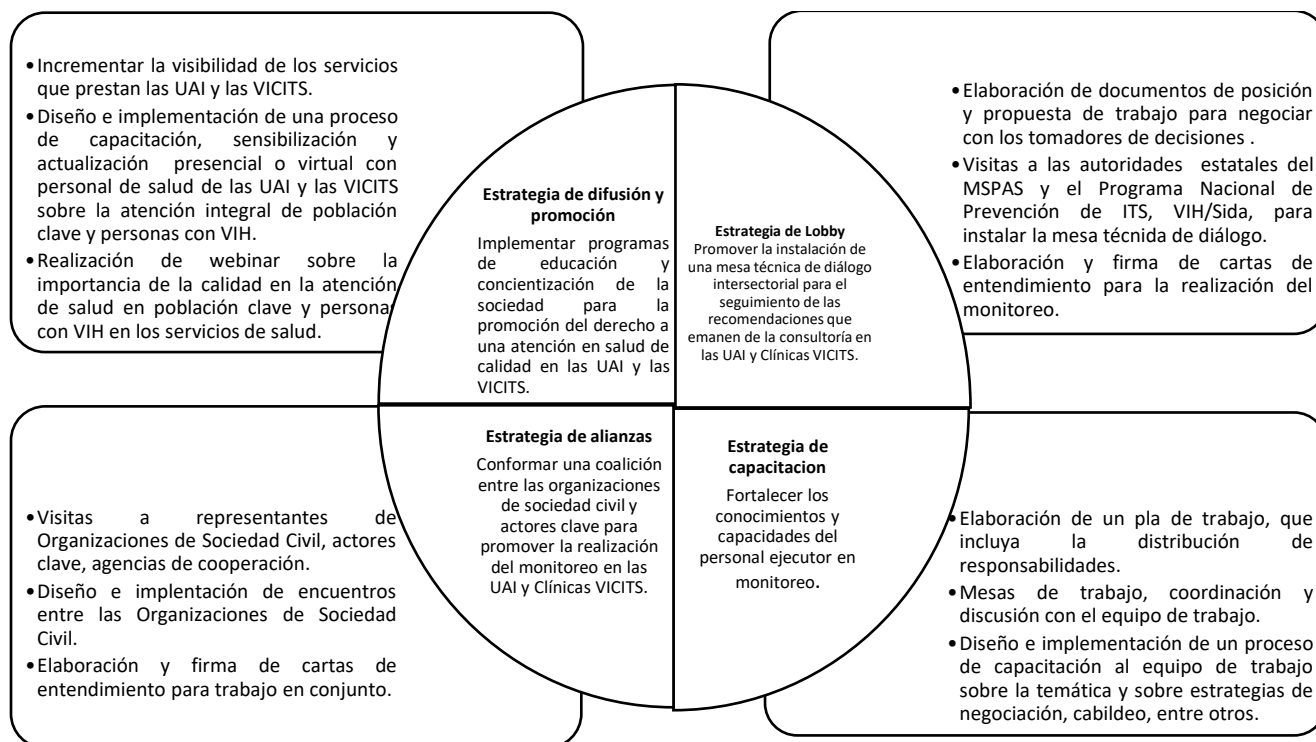 •Incrementar la visibilidad de los servicios
que prestan las UAI y las VICITS.
•Diseño e implementación de una proceso
de capacitación, sensibilización y
actualización presencial o virtual con
personal de salud de las UAI y las VICITS
sobre la atención integral de población
clave y personas con VIH.
•Realización de webinar sobre la
importancia de la calidad en la atención
de salud en población clave y persona
con VIH en los servicios de salud.
Estrategia de difusión y
promoción
Implementar programas
de educación y
concientización de la
sociedad para la
promoción del derecho a
una atención en salud de
calidad en las UAI y las
VICITS.
Estrategia de Lobby
Promover la instalación de
una mesa técnica de diálogo
intersectorial para el
seguimiento de las
recomendaciones que
emanen de la consultoría en
las UAI y Clínicas VICITS.
•Elaboración de documentos de posición
y propuesta de trabajo para negociar
con los tomadores de decisiones .
•Visitas a las autoridades estatales del
MSPAS y el Programa Nacional de
Prevención de ITS, VIH/Sida, para
instalar la mesa técnida de diálogo.
•Elaboración y firma de cartas de
entendimiento para la realización del
monitoreo.
•Visitas a representantes de
Organizaciones de Sociedad Civil, actores
clave, agencias de cooperación.
•Diseño e implentación de encuentros
entre las Organizaciones de Sociedad
Civil.
•Elaboración y firma de cartas de
entendimiento para trabajo en conjunto.
Estrategia de alianzas
Conformar una coalición
entre las organizaciones
de sociedad civil y
actores clave para
promover la realización
del monitoreo en las
UAI y Clínicas VICITS.
Estrategia de
capacitacion
Fortalecer los
conocimientos y
capacidades del
personal ejecutor en
monitoreo.
•Elaboración de un pla de trabajo, que
incluya la distribución de
responsabilidades.
•Mesas de trabajo, coordinación y
discusión con el equipo de trabajo.
•Diseño e implementación de un proceso
de capacitación al equipo de trabajo
sobre la temática y sobre estrategias de
negociación, cabildeo, entre otros.